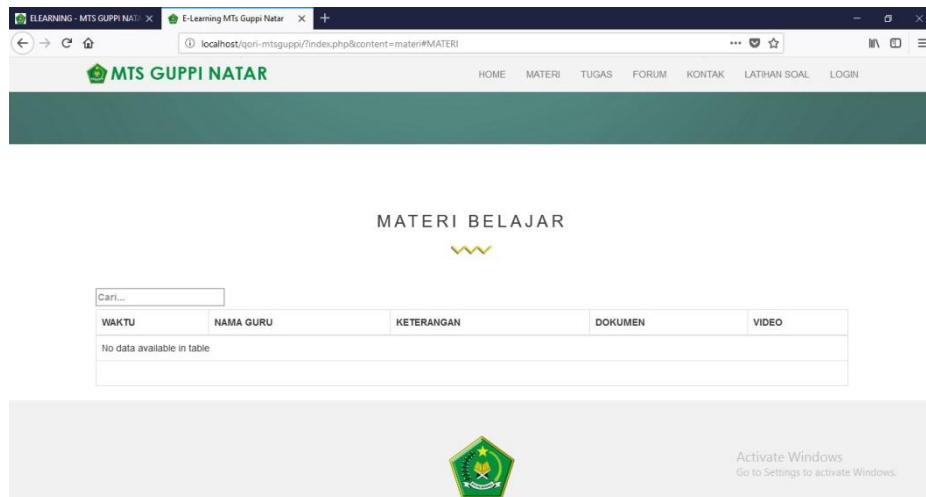 ELEARNING - MTS GUPPI NATA
E-Learning MTs Guppi Natar
localhost/qori-mtsguppi/?index.php&content=materi#MATERI
MTS GUPPI NATAR
HOME MATERI TUGAS FORUM KONTAK LATIHAN SOAL LOGIN
MATERI BELAJAR
Cari...
WAKTU NAMA GURU KETERANGAN DOKUMEN VIDEO
No data available in table
Activate Windows
Go to Settings to activate Windows.